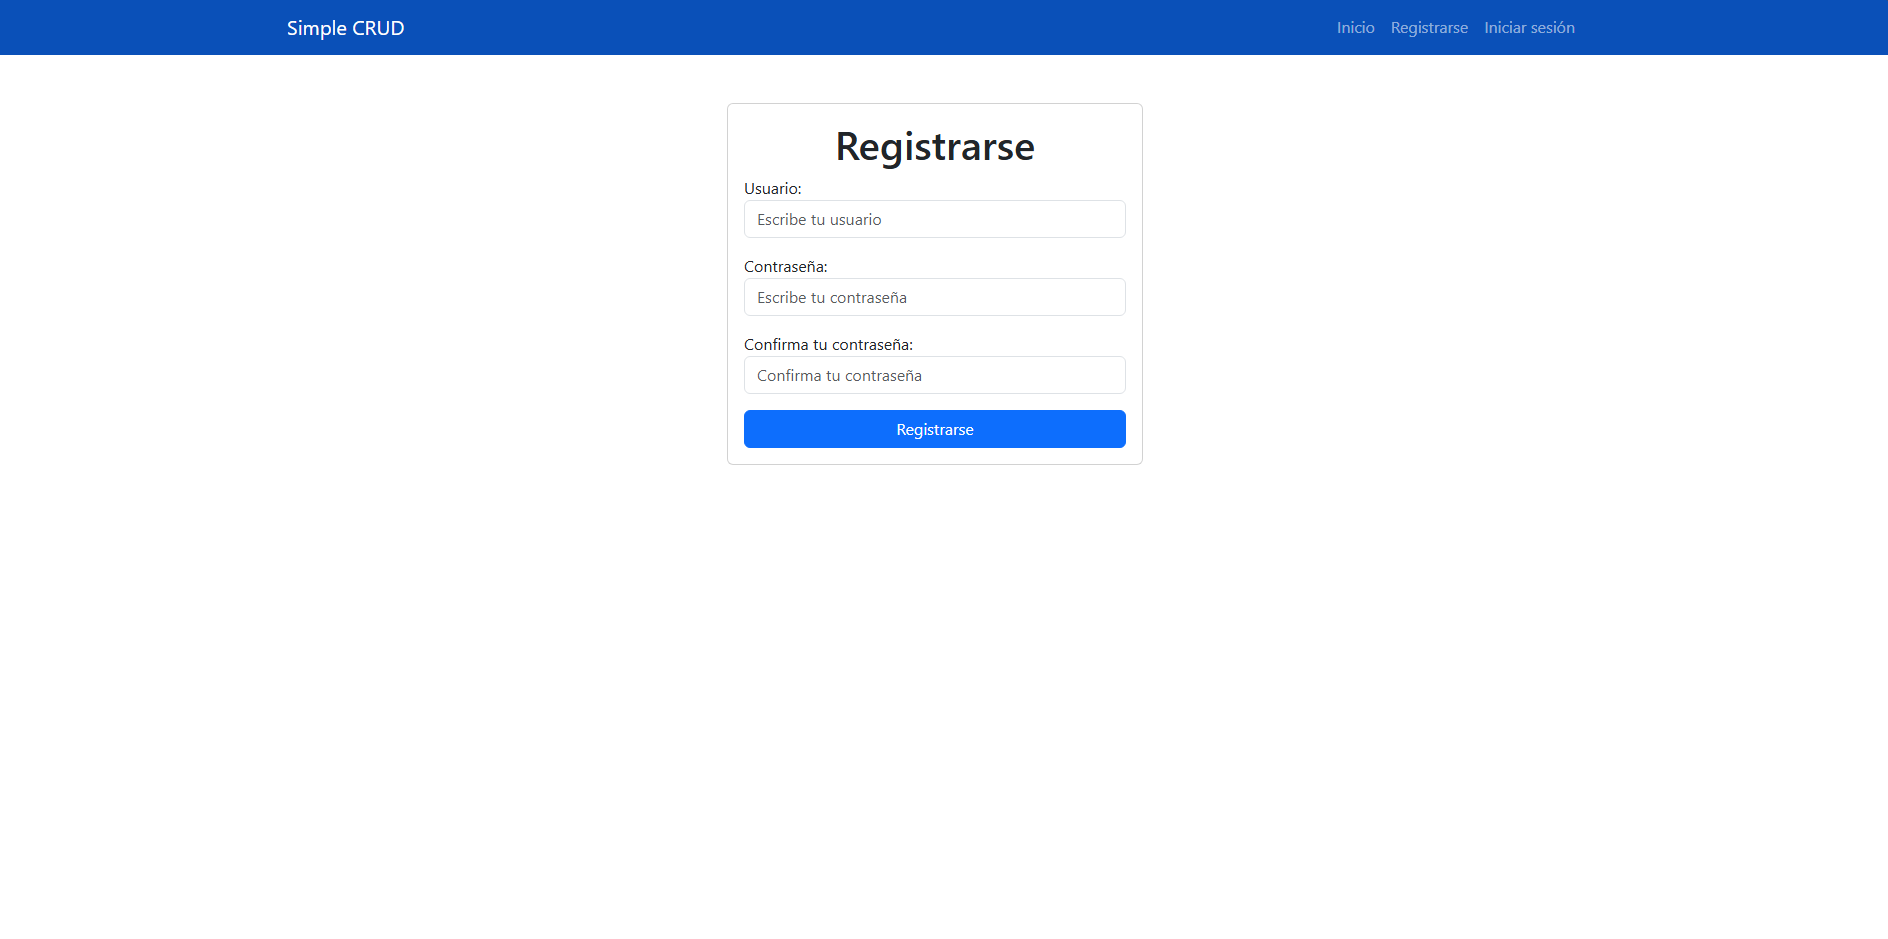 Simple CRUD
Inicio Registrarse Iniciar sesión
Registrarse
Usuario:
Escribe tu usuario
Contraseña:
Escribe tu contraseña
Confirma tu contraseña:
Confirma tu contraseña
Registrarse